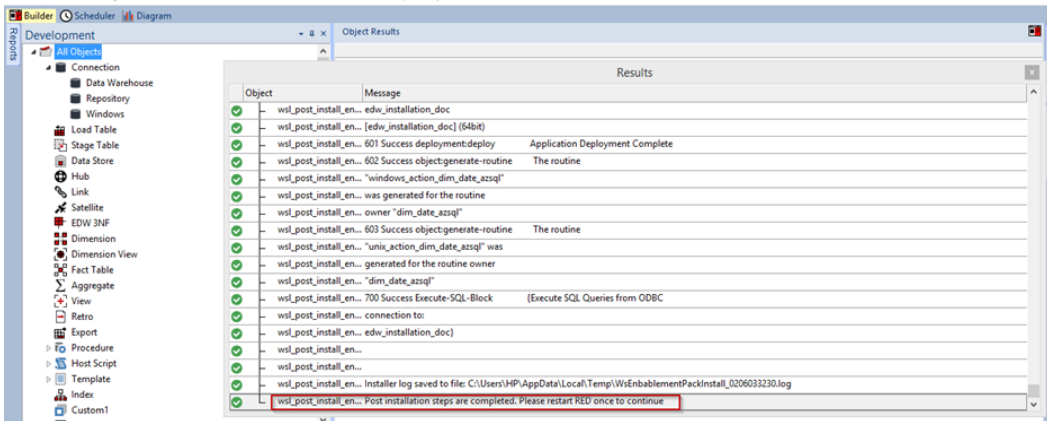 Builder Scheduler Diagram
Reports
Development
Object Results
All Objects
Connection
Data Warehouse
Repository
Windows
Load Table
Stage Table
Data Store
Hub
Link
Satellite
EDW 3NF
Dimension
Dimension View
Fact Table
Aggregate
View
Retro
Export
Procedure
Host Script
Template
Index
Custom1
Results
Object Message
wsl_post_install_en... edw_installation_doc
wsl_post_install_en... [edw_installation_doc] (64bit)
wsl_post_install_en... 601 Success deployment:deploy Application Deployment Complete
wsl_post_install_en... 602 Success object:generate-routine The routine
wsl_post_install_en... "windows_action_dim_date_azsql"
wsl_post_install_en... was generated for the routine
wsl_post_install_en... owner "dim_date_azsql"
wsl_post_install_en... 603 Success object:generate-routine The routine
wsl_post_install_en... "unix_action_dim_date_azsql" was
wsl_post_install_en... generated for the routine owner
wsl_post_install_en... "dim_date_azsql"
wsl_post_install_en... 700 Success Execute-SQL-Block {Execute SQL Queries from ODBC
wsl_post_install_en... connection to:
wsl_post_install_en... edw_installation_doc}
wsl_post_install_en...
wsl_post_install_en...
wsl_post_install_en... Installer log saved to file: C:\Users\HP\AppData\Local\Temp\WsEnbablementPackInstall_0206033230.log
wsl_post_install_en... Post installation steps are completed. Please restart RED once to continue